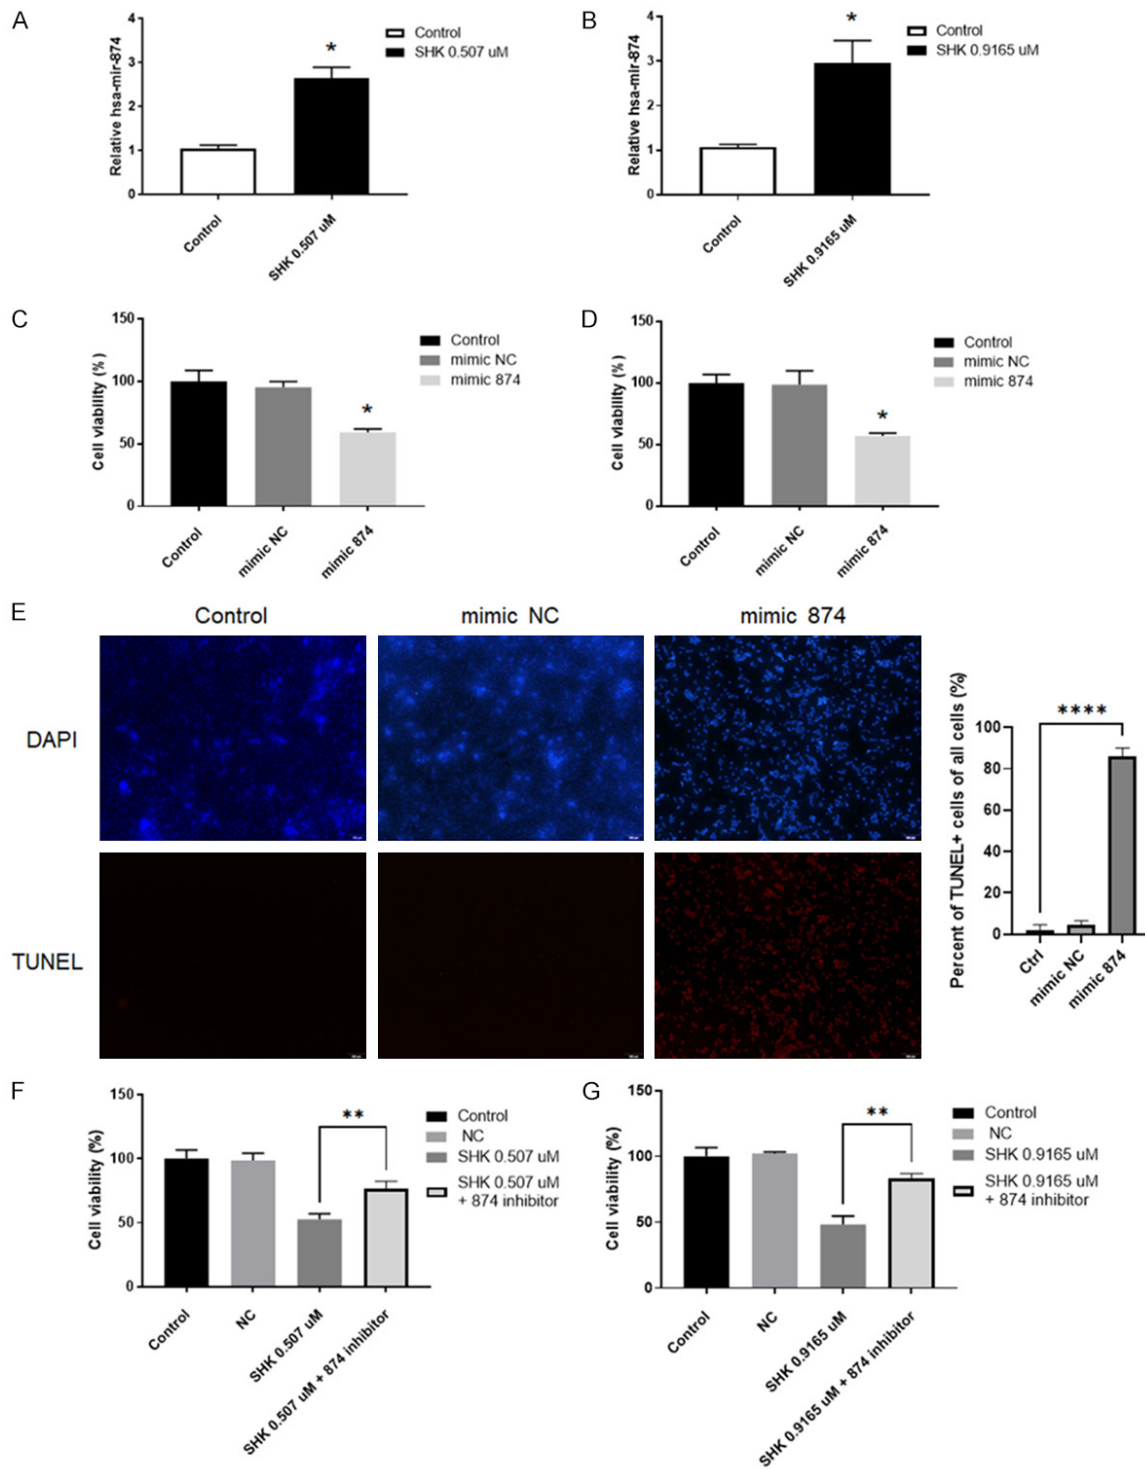 A
Relative hsa-mir-874
4
3
2
1
0
*
Control
SHK 0.507 uM
Control
SHK 0.507 uM
B
Relative hsa-mir-874
4
3
2
1
0
*
Control
SHK 0.9165 uM
Control
SHK 0.9165 uM
C
Cell viability (%)
150
100
50
0
*
Control
mimic NC
mimic 874
Control
mimic NC
mimic 874
D
Cell viability (%)
150
100
50
0
*
Control
mimic NC
mimic 874
Control
mimic NC
mimic 874
E
Control
mimic NC
mimic 874
DAPI
TUNEL
Percent of TUNEL+ cells of all cells (%)
100
80
60
40
20
0
****
Ctrl
mimic NC
mimic 874
F
Cell viability (%)
150
100
50
0
**
Control
NC
SHK 0.507 uM
SHK 0.507 uM
+ 874 inhibitor
Control
NC
SHK 0.507 uM
SHK 0.507 uM + 874 inhibitor
G
Cell viability (%)
150
100
50
0
**
Control
NC
SHK 0.9165 uM
SHK 0.9165 uM
+ 874 inhibitor
Control
NC
SHK 0.9165 uM
SHK 0.9165 uM + 874 inhibitor